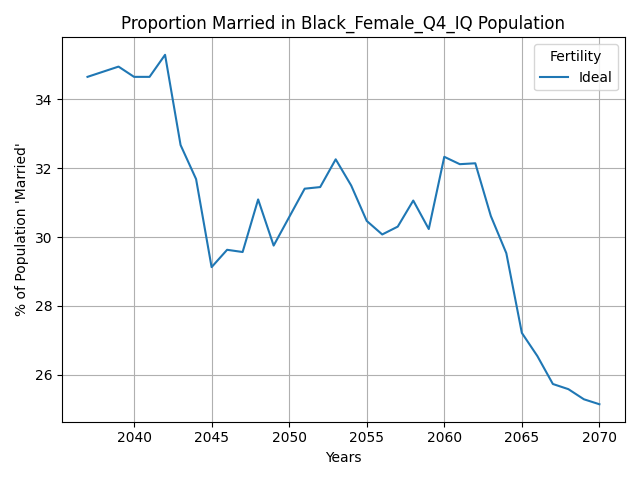 Proportion Married in Black_Female_Q4_IQ Population
Fertility
Ideal
% of Population 'Married'
34
32
30
28
26
2040 2045 2050 2055 2060 2065 2070
Years